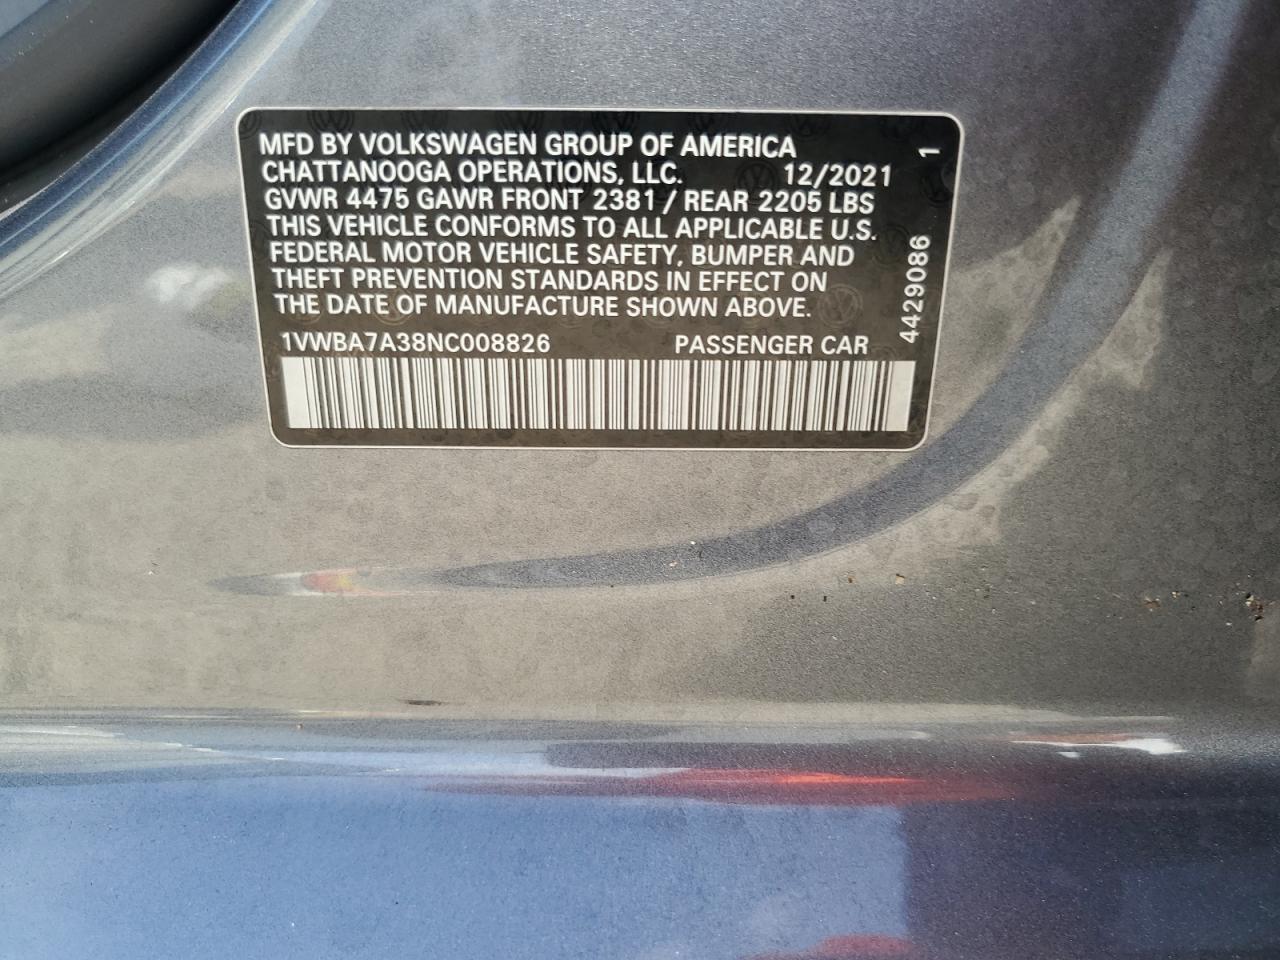 MFD BY VOLKSWAGEN GROUP OF AMERICA
CHATTANOOGA OPERATIONS, LLC. 12/2021
GVWR 4475 GAWR FRONT 2381 / REAR 2205 LBS
THIS VEHICLE CONFORMS TO ALL APPLICABLE U.S.
FEDERAL MOTOR VEHICLE SAFETY, BUMPER AND
THEFT PREVENTION STANDARDS IN EFFECT ON
THE DATE OF MANUFACTURE SHOWN ABOVE.
1VWBA7A38NC008826 PASSENGER CAR
4429086 1